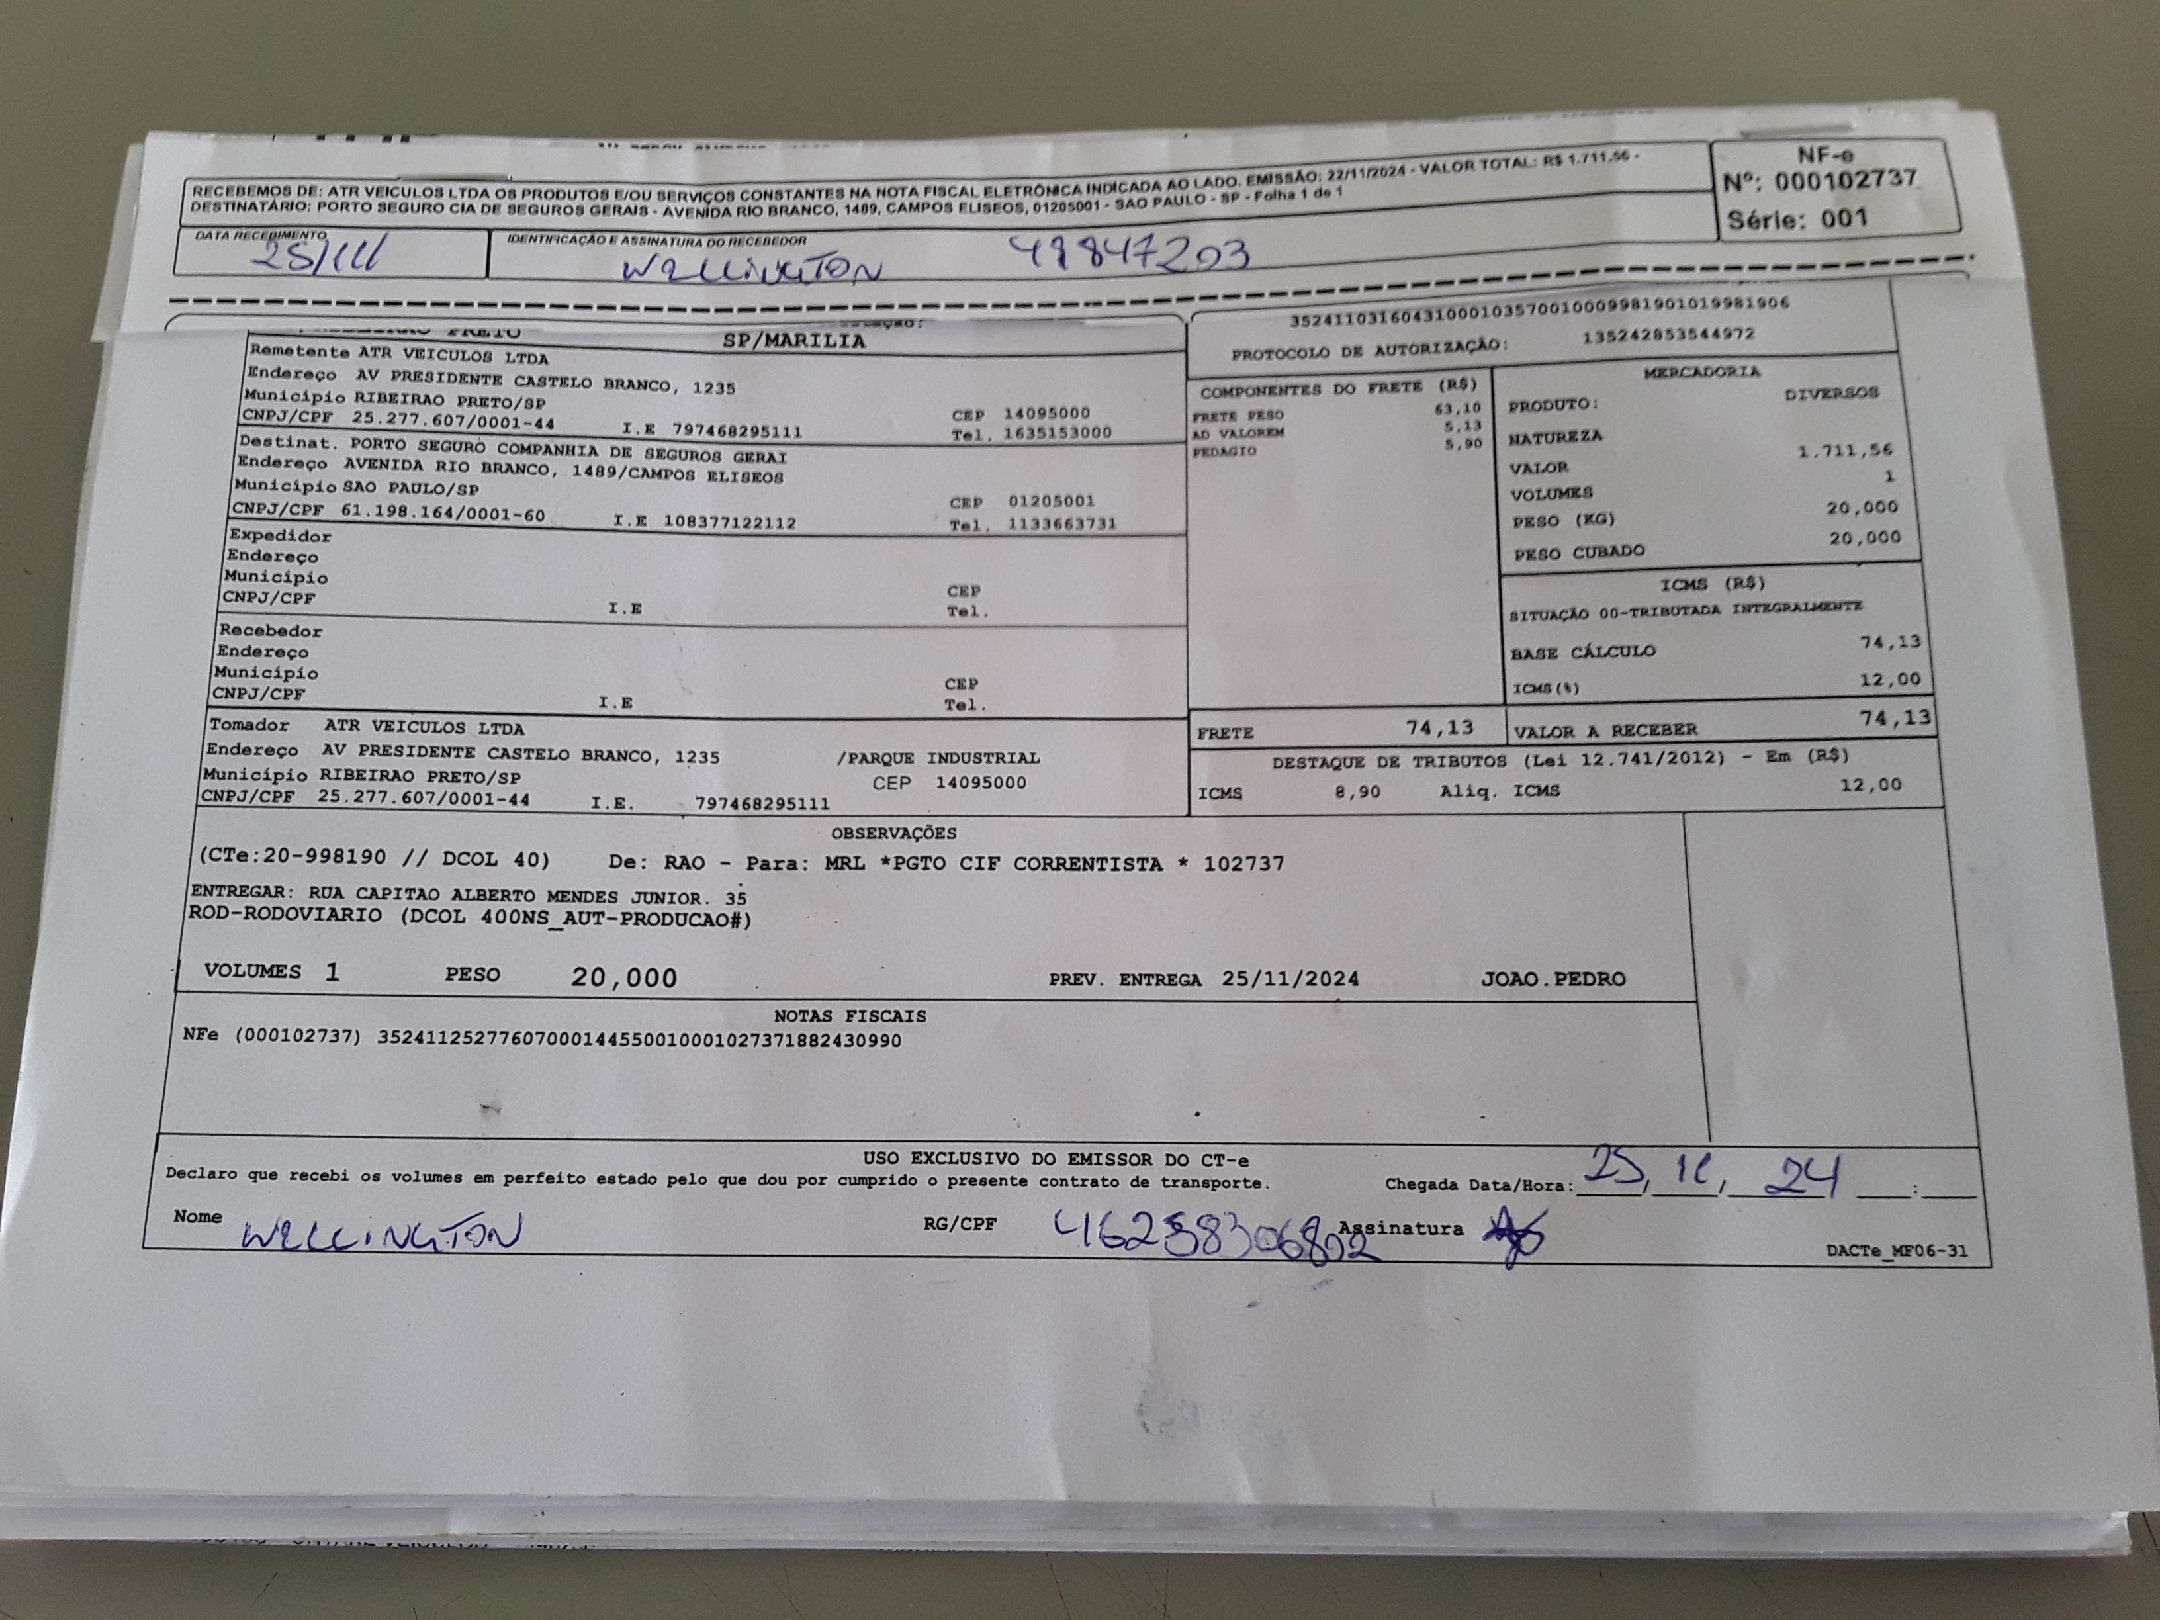 RECEBEMOS DE: ATR VEICULOS LTDA OS PRODUTOS E/OU SERVIÇOS CONSTANTES NA NOTA FISCAL ELETRÔNICA INDICADA AO LADO. EMISSÃO: 22/11/2024 - VALOR TOTAL: R$ 1.711,56 -
DESTINATÁRIO: PORTO SEGURO CIA DE SEGUROS GERAIS - AVENIDA RIO BRANCO, 1489, CAMPOS ELISEOS, 01205001 - SAO PAULO - SP - Folha 1 de 1
NF-e
Nº: 000102737
Série: 001
DATA RECEBIMENTO
25/11/
IDENTIFICAÇÃO E ASSINATURA DO RECEBEDOR
WELLINGTON 49847203
PRETO
SP/MARILIA
35241103160431000103570010009981901019981906
PROTOCOLO DE AUTORIZAÇÃO: 135242853544972
Remetente ATR VEICULOS LTDA
Endereço AV PRESIDENTE CASTELO BRANCO, 1235
Município RIBEIRAO PRETO/SP CEP 14095000
CNPJ/CPF 25.277.607/0001-44 I.E 797468295111 Tel. 1635153000
Destinat. PORTO SEGURO COMPANHIA DE SEGUROS GERAI
Endereço AVENIDA RIO BRANCO, 1489/CAMPOS ELISEOS
Município SAO PAULO/SP CEP 01205001
CNPJ/CPF 61.198.164/0001-60 I.E 108377122112 Tel. 1133663731
Expedidor
Endereço
Município CEP
CNPJ/CPF I.E Tel.
Recebedor
Endereço
Município CEP
CNPJ/CPF I.E Tel.
Tomador ATR VEICULOS LTDA
Endereço AV PRESIDENTE CASTELO BRANCO, 1235 /PARQUE INDUSTRIAL
Município RIBEIRAO PRETO/SP CEP 14095000
CNPJ/CPF 25.277.607/0001-44 I.E. 797468295111
COMPONENTES DO FRETE (R$)
FRETE PESO 63,10
AD VALOREM 5,13
PEDAGIO 5,90
MERCADORIA
PRODUTO: DIVERSOS
NATUREZA
VALOR 1.711,56
VOLUMES 1
PESO (KG) 20,000
PESO CUBADO 20,000
ICMS (R$)
SITUAÇÃO 00-TRIBUTADA INTEGRALMENTE
BASE CÁLCULO 74,13
ICMS(%) 12,00
FRETE 74,13 VALOR A RECEBER 74,13
DESTAQUE DE TRIBUTOS (Lei 12.741/2012) - Em (R$)
ICMS 8,90 Aliq. ICMS 12,00
OBSERVAÇÕES
(CTe:20-998190 // DCOL 40) De: RAO - Para: MRL *PGTO CIF CORRENTISTA * 102737
ENTREGAR: RUA CAPITAO ALBERTO MENDES JUNIOR. 35
ROD-RODOVIARIO (DCOL 400NS_AUT-PRODUCAO#)
VOLUMES 1 PESO 20,000 PREV. ENTREGA 25/11/2024 JOAO.PEDRO
NOTAS FISCAIS
NFe (000102737) 35241125277607000144550010001027371882430990
USO EXCLUSIVO DO EMISSOR DO CT-e
Declaro que recebi os volumes em perfeito estado pelo que dou por cumprido o presente contrato de transporte.
Chegada Data/Hora: 25/11/24 :
Nome WELLINGTON RG/CPF Assinatura
DACTe_MF06-31